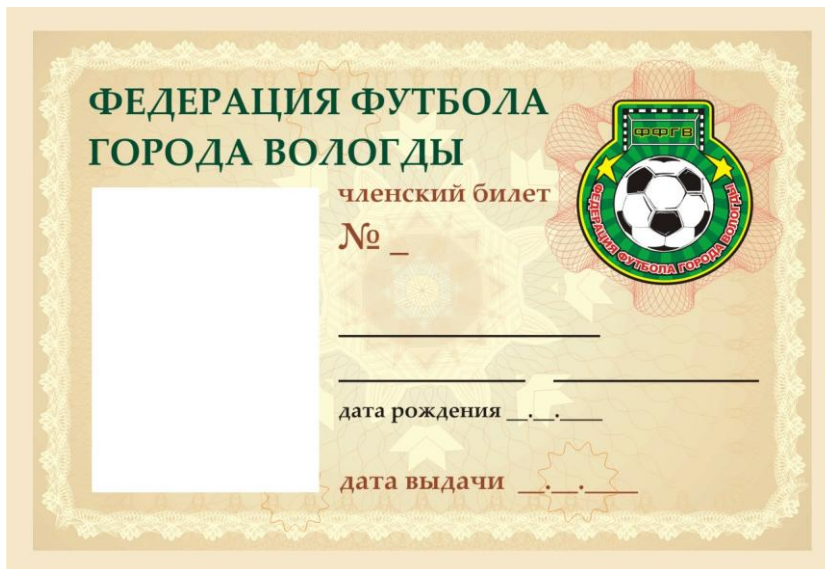 ФЕДЕРАЦИЯ ФУТБОЛА
ГОРОДА ВОЛОГДЫ
ФФГВ
ФЕДЕРАЦИЯ ФУТБОЛА ГОРОДА ВОЛОГДЫ
членский билет
№ _
дата рождения __.__.____
дата выдачи __.__.____